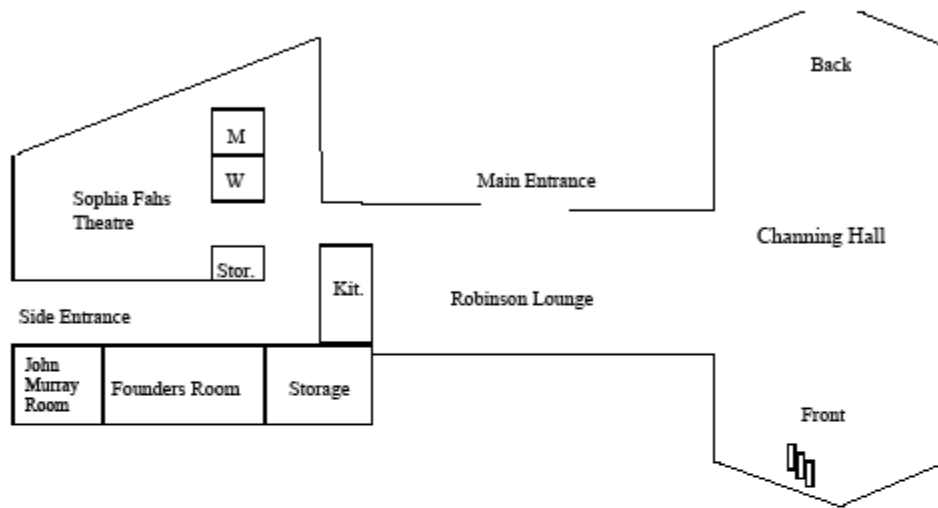 Back
M
W
Main Entrance
Sophia Fahs
Theatre
Channing Hall
Stor.
Kit.
Robinson Lounge
Side Entrance
John
Murray
Room
Founders Room
Storage
Front